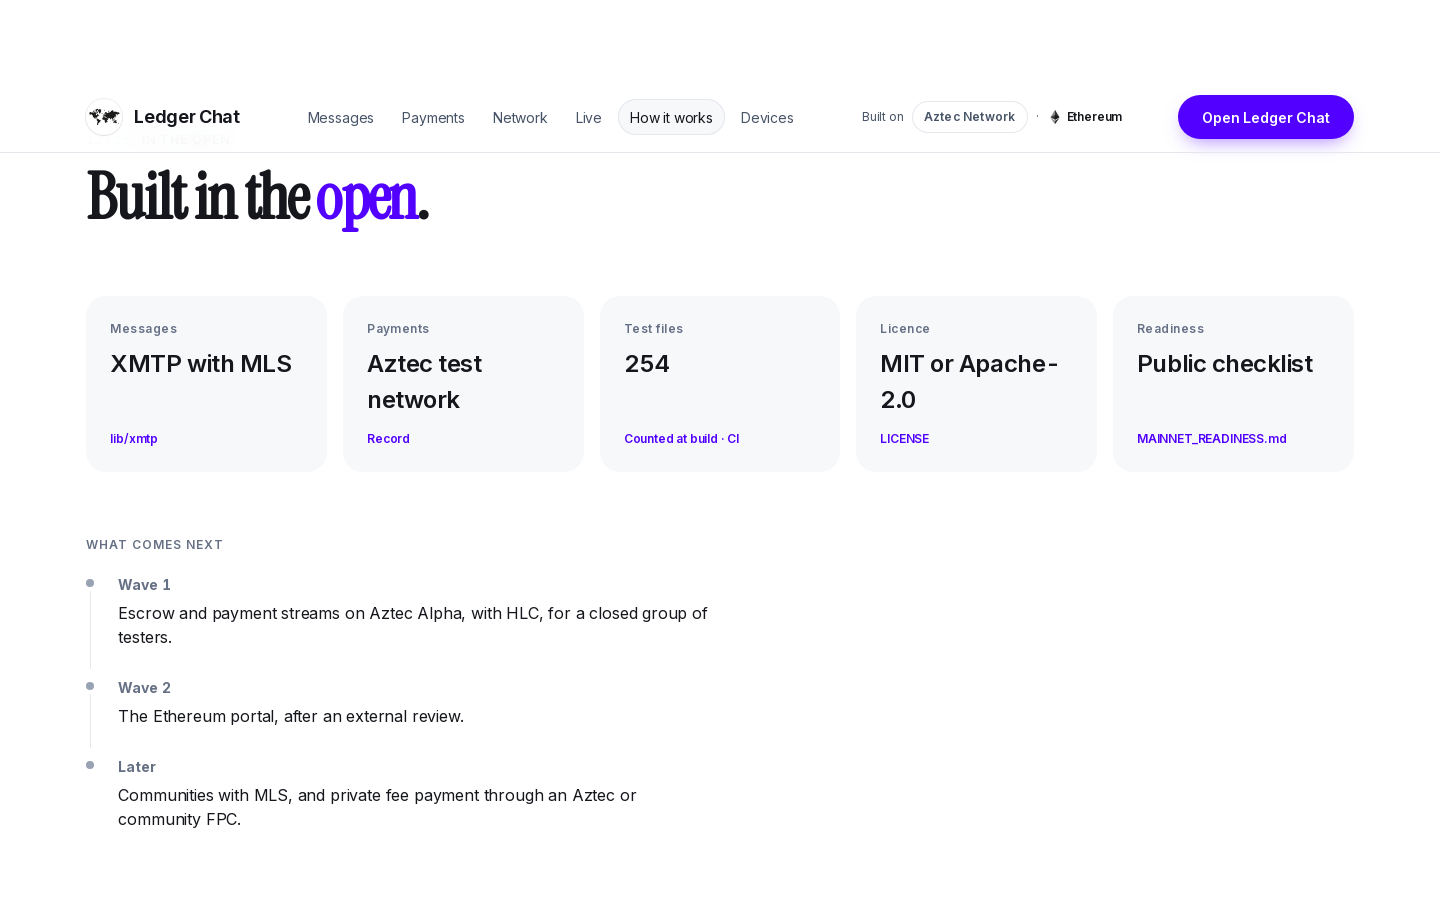 Ledger Chat
Messages
Payments
Network
Live
How it works
Devices
Built on
Aztec Network
·
Ethereum
Open Ledger Chat
Built in the open.
Messages
XMTP with MLS
lib/xmtp
Payments
Aztec test
network
Record
Test files
254
Counted at build · CI
Licence
MIT or Apache-
2.0
LICENSE
Readiness
Public checklist
MAINNET_READINESS.md
WHAT COMES NEXT
Wave 1
Escrow and payment streams on Aztec Alpha, with HLC, for a closed group of
testers.
Wave 2
The Ethereum portal, after an external review.
Later
Communities with MLS, and private fee payment through an Aztec or
community FPC.